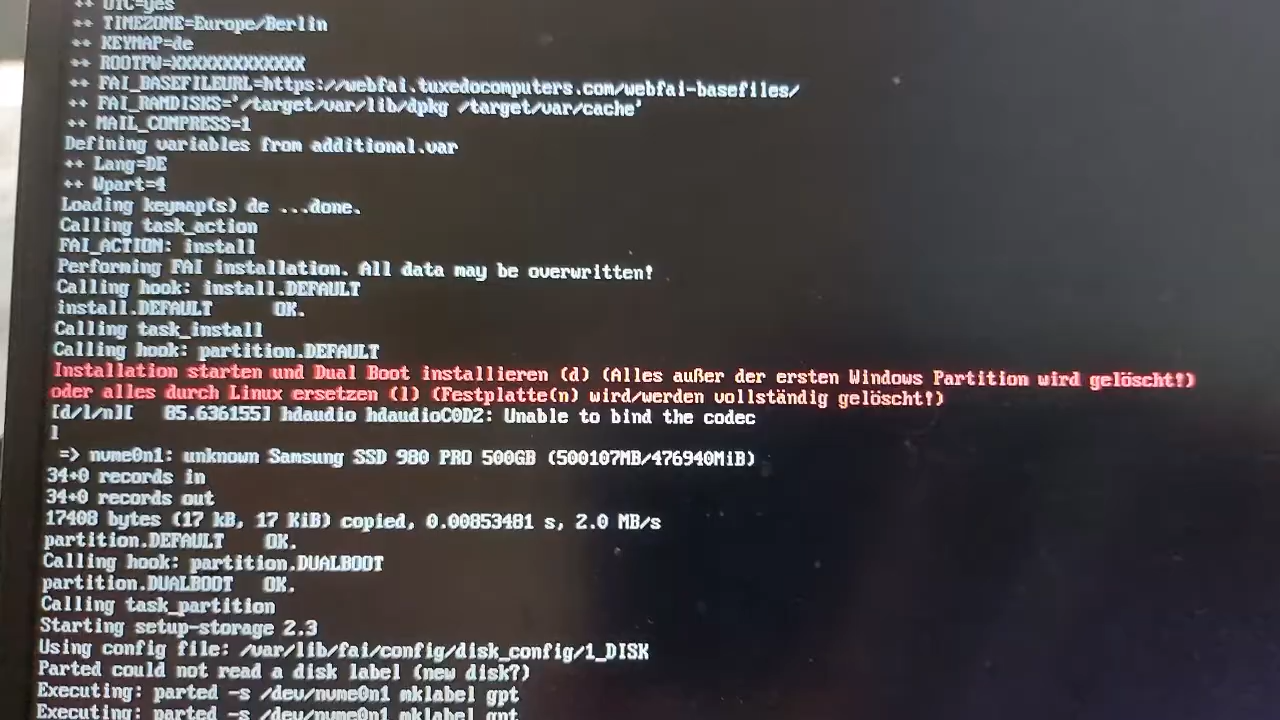 ++ UTC=yes
++ TIMEZONE=Europe/Berlin
++ KEYMAP=de
++ ROOTPW=XXXXXXXXXXXXX
++ FAI_BASEFILEURL=https://webfai.tuxedocomputers.com/webfai-basefiles/
++ FAI_RAMDISKS='/target/var/lib/dpkg /target/var/cache'
++ MAIL_COMPRESS=1
Defining variables from additional.var
++ Lang=DE
++ Wpart=4
Loading keymap(s) de ...done.
Calling task_action
FAI_ACTION: install
Performing FAI installation. All data may be overwritten!
Calling hook: install.DEFAULT
install.DEFAULT      OK.
Calling task_install
Calling hook: partition.DEFAULT
Installation starten und Dual Boot installieren (d) (Alles außer der ersten Windows Partition wird gelöscht!)
oder alles durch Linux ersetzen (l) (Festplatte(n) wird/werden vollständig gelöscht!)
[d/l/n][   85.636155] hdaudio hdaudioC0D2: Unable to bind the codec
l
=> nvme0n1: unknown Samsung SSD 980 PRO 500GB (500107MB/476940MiB)
34+0 records in
34+0 records out
17408 bytes (17 kB, 17 KiB) copied, 0.00853481 s, 2.0 MB/s
partition.DEFAULT    OK.
Calling hook: partition.DUALBOOT
partition.DUALBOOT   OK.
Calling task_partition
Starting setup-storage 2.3
Using config file: /var/lib/fai/config/disk_config/1_DISK
Parted could not read a disk label (new disk?)
Executing: parted -s /dev/nvme0n1 mklabel gpt
Executing: parted -s /dev/nvme0n1 mklabel gpt